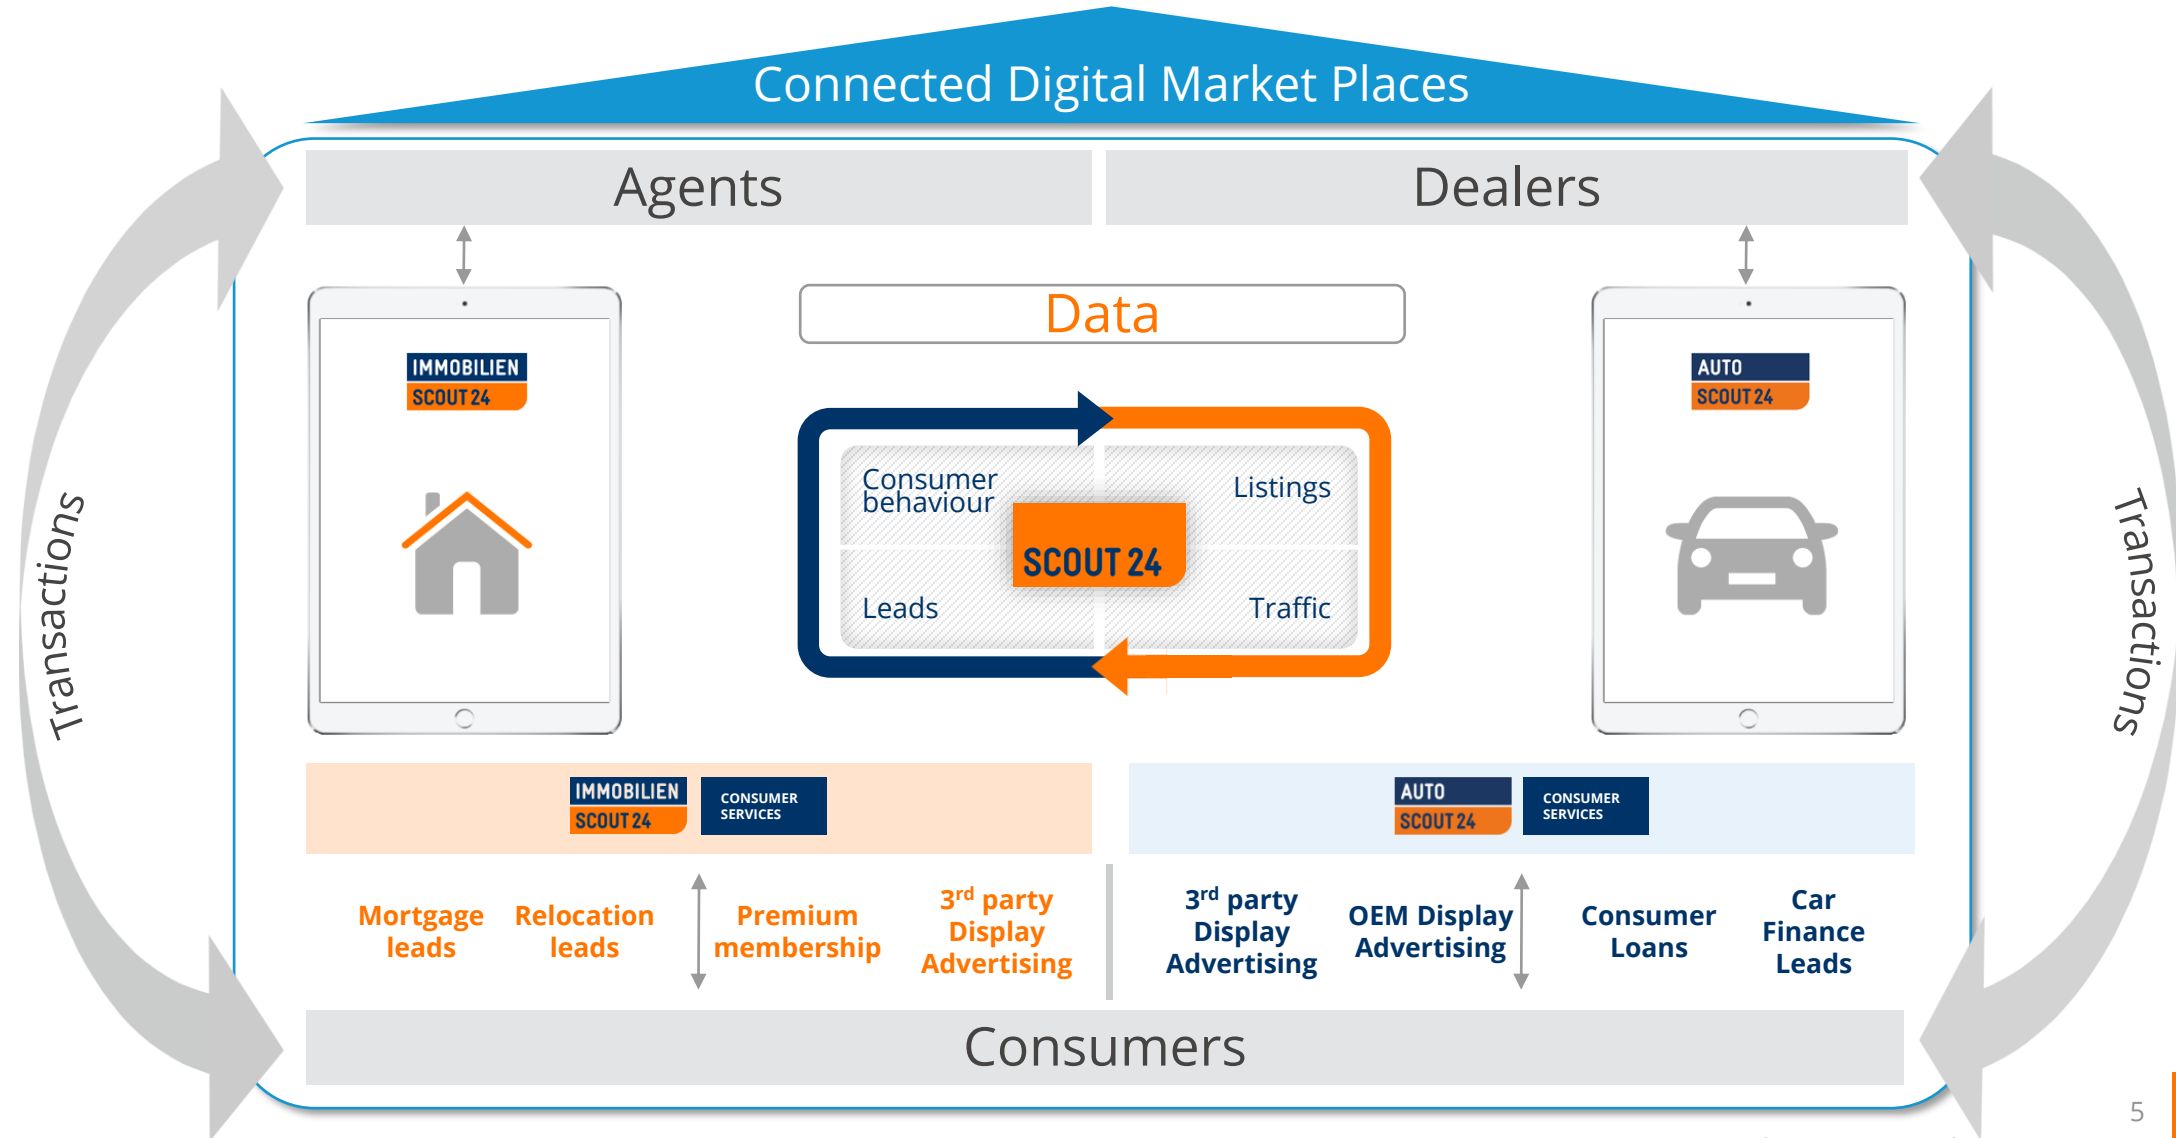 Connected Digital Market Places
Agents
Dealers
Data
IMMOBILIEN
SCOUT24
AUTO
SCOUT24
Consumer
behaviour
Listings
SCOUT 24
Leads
Traffic
Transactions
Transactions
IMMOBILIEN
SCOUT24
CONSUMER
SERVICES
AUTO
SCOUT24
CONSUMER
SERVICES
Mortgage
leads
Relocation
leads
Premium
membership
3rd party
Display
Advertising
3rd party
Display
Advertising
OEM Display
Advertising
Consumer
Loans
Car
Finance
Leads
Consumers
5